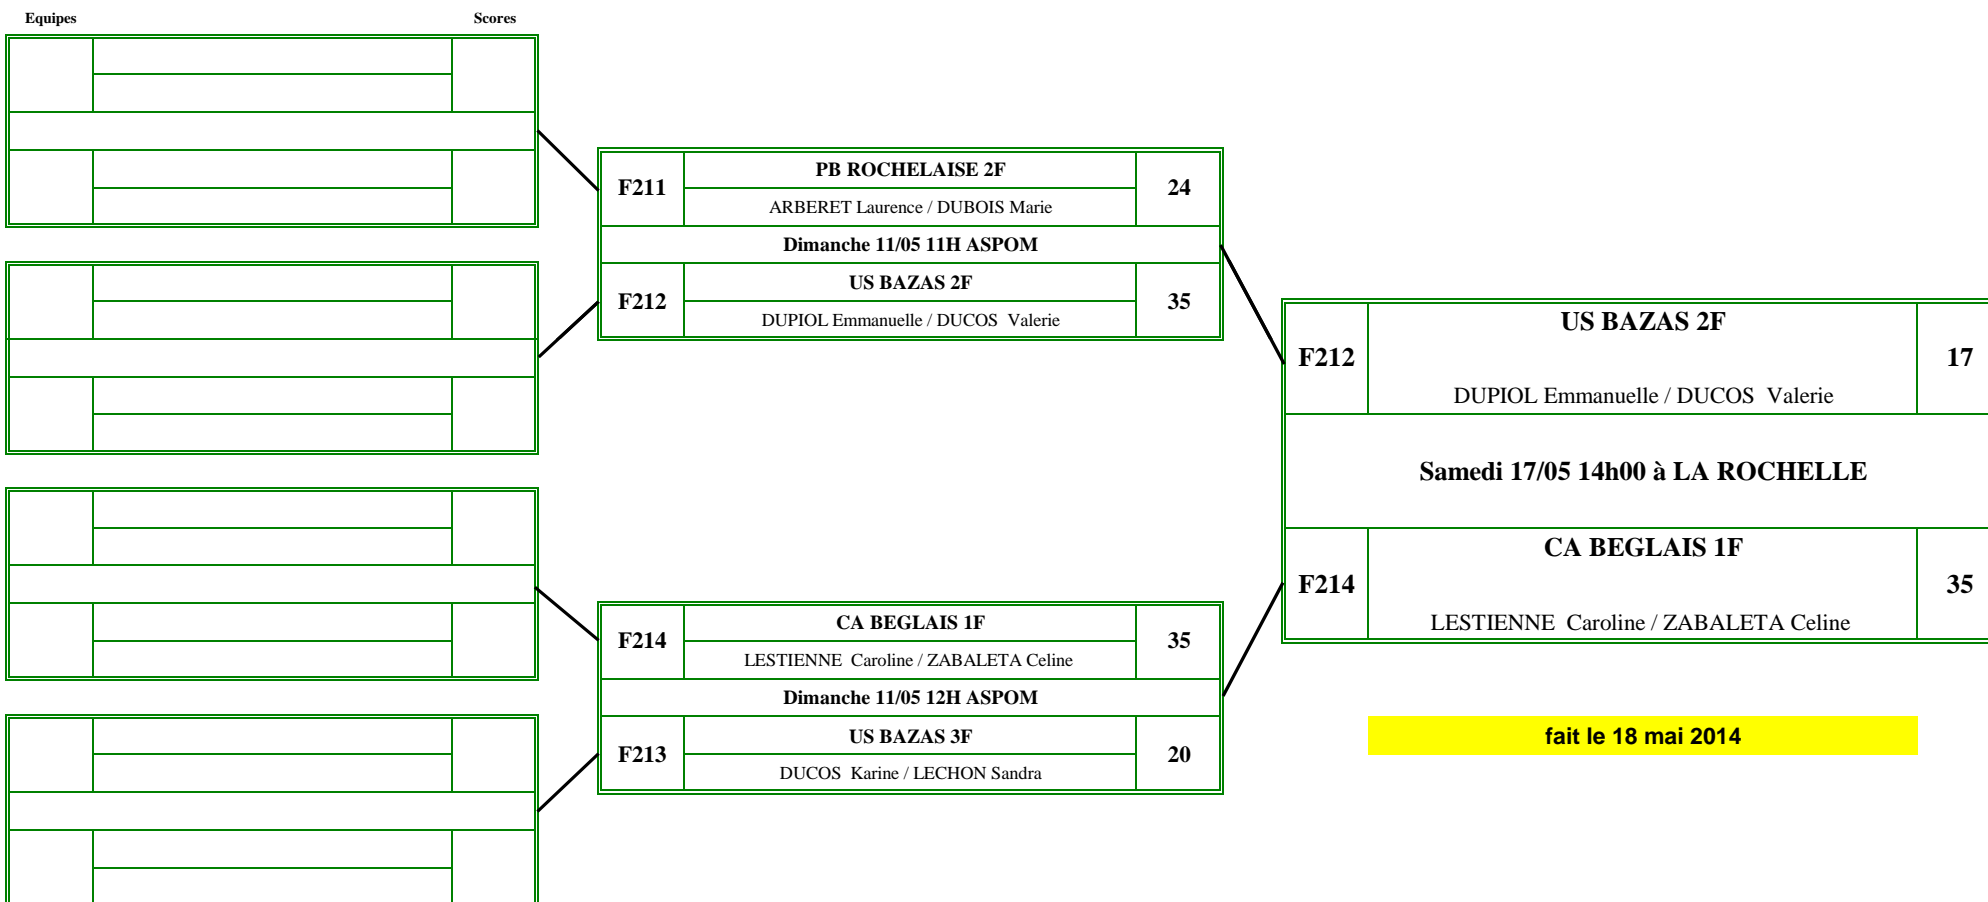 Equipes Scores
F211 PB ROCHELAISE 2F 24
ARBERET Laurence / DUBOIS Marie
Dimanche 11/05 11H ASPOM
F212 US BAZAS 2F 35
DUPIOL Emmanuelle / DUCOS Valerie
F214 CA BEGLAIS 1F 35
LESTIENNE Caroline / ZABALETA Celine
Dimanche 11/05 12H ASPOM
F213 US BAZAS 3F 20
DUCOS Karine / LECHON Sandra
F212 US BAZAS 2F 17
DUPIOL Emmanuelle / DUCOS Valerie
Samedi 17/05 14h00 à LA ROCHELLE
F214 CA BEGLAIS 1F 35
LESTIENNE Caroline / ZABALETA Celine
fait le 18 mai 2014